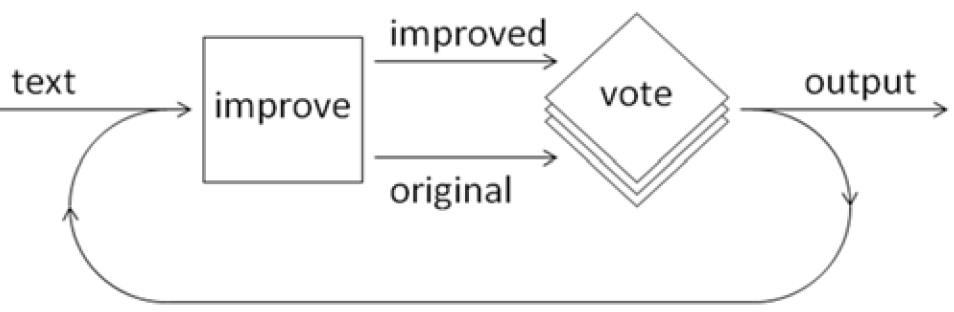 text
improve
improved
original
vote
output